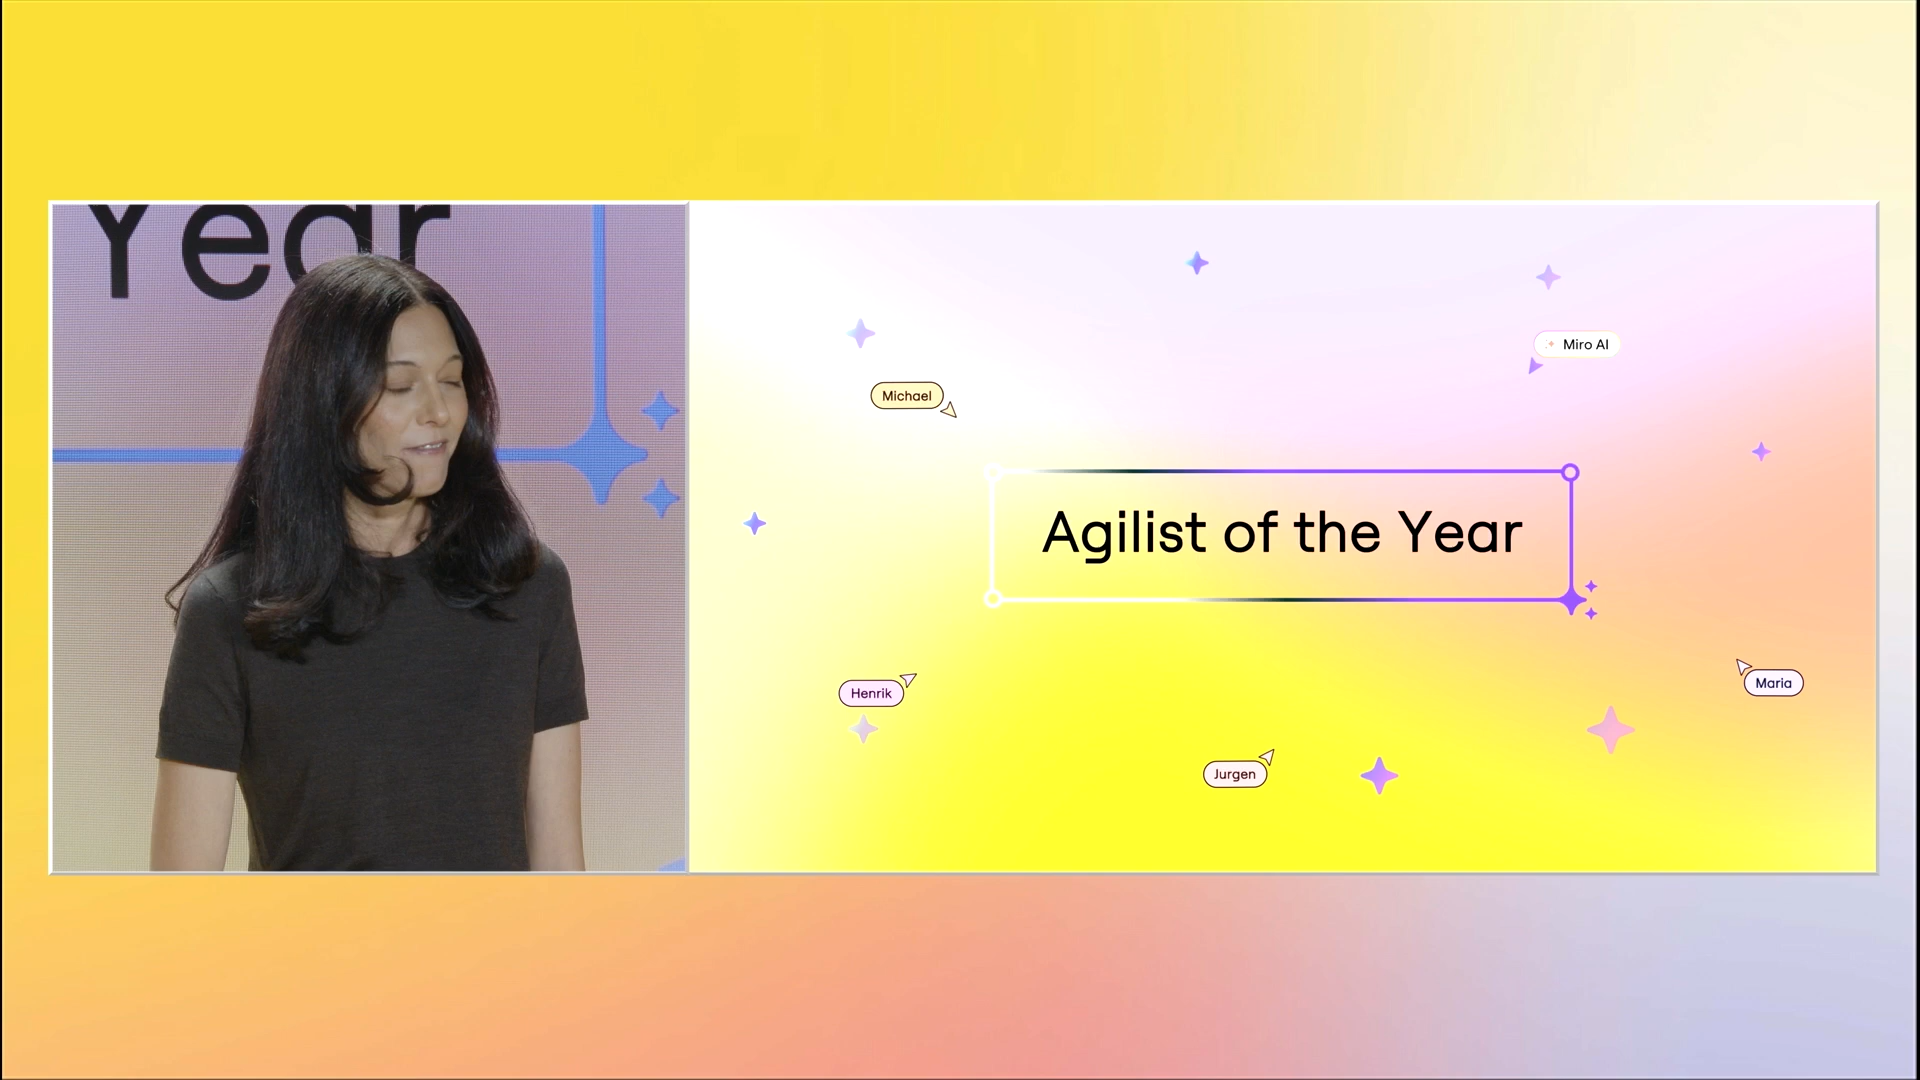 Year
Miro AI
Michael
Agilist of the Year
Henrik
Maria
Jurgen